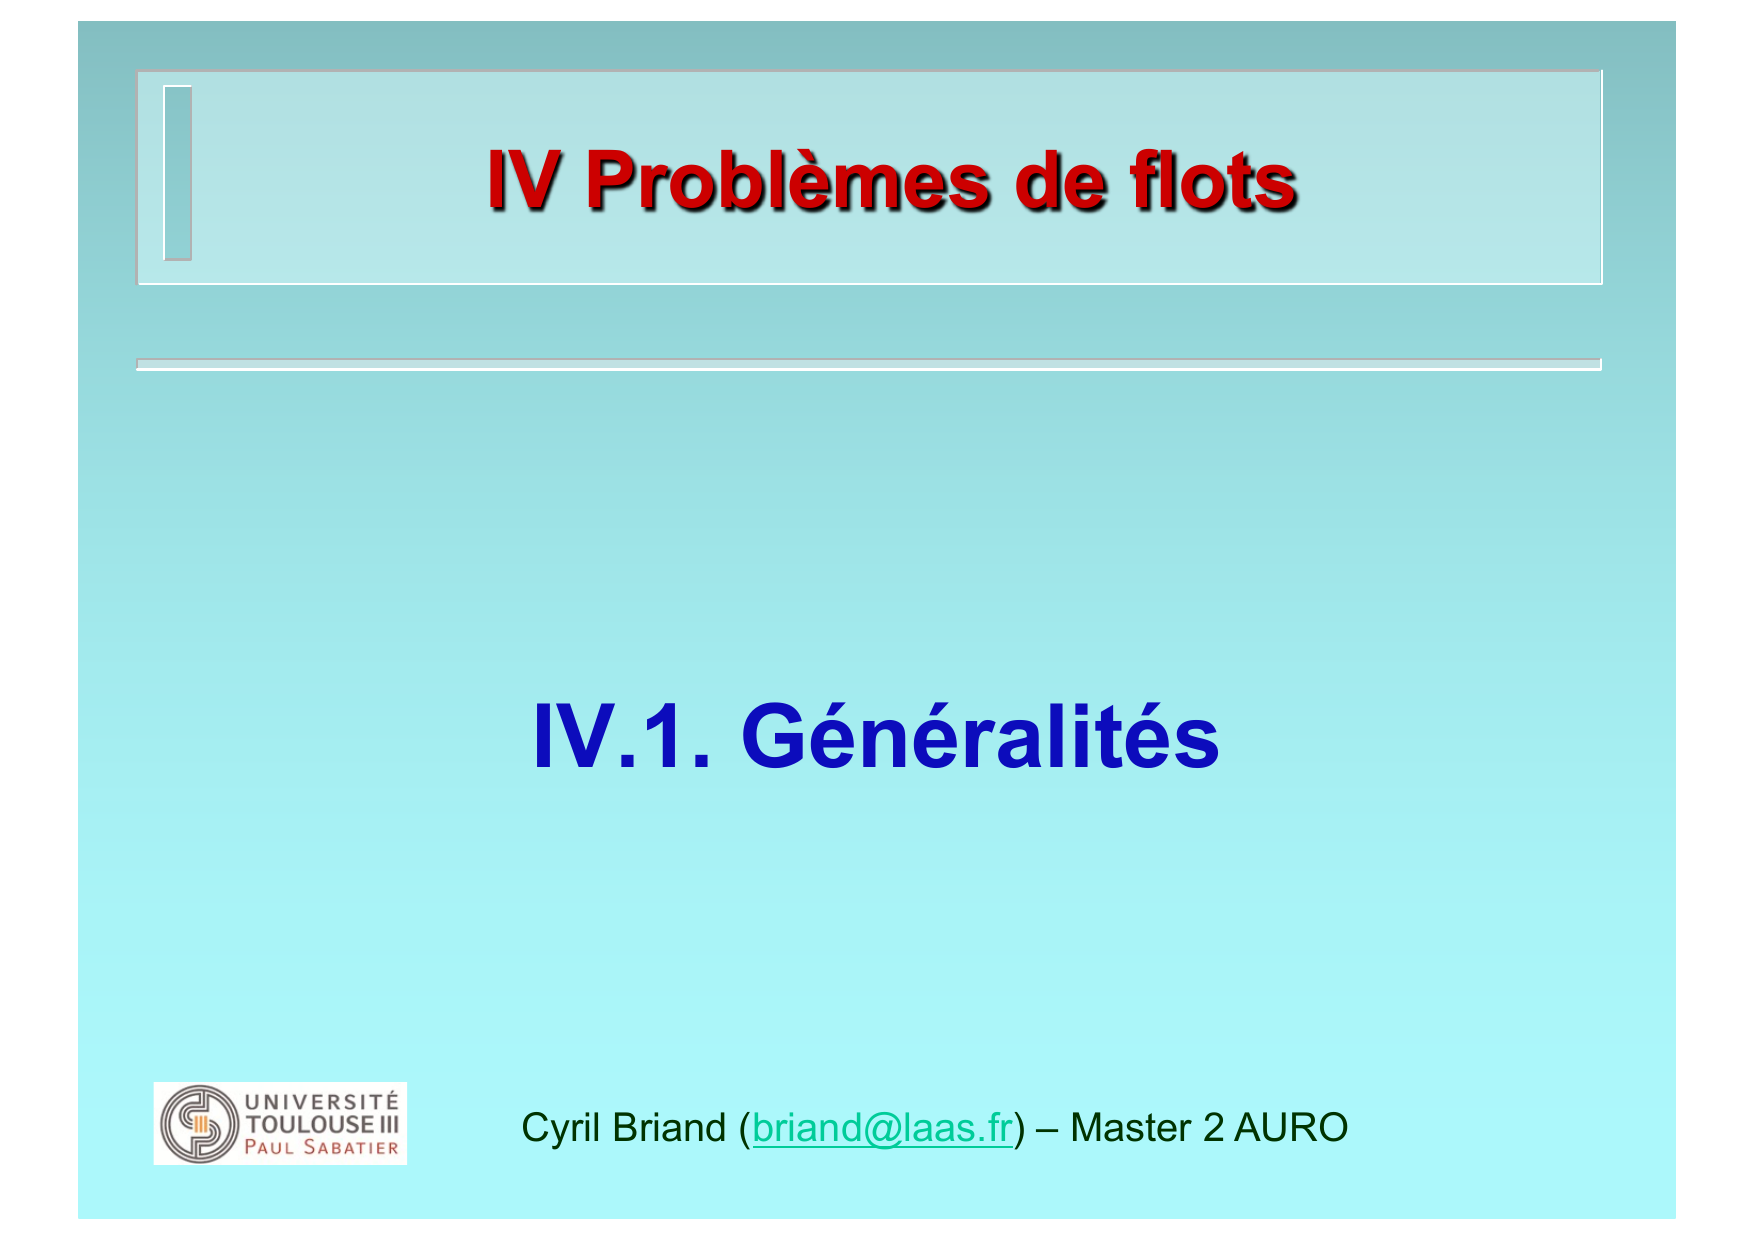 IV Problèmes de flots
IV.1. Généralités
UNIVERSITÉ
TOULOUSE III
PAUL SABATIER
Cyril Briand (briand@laas.fr) – Master 2 AURO